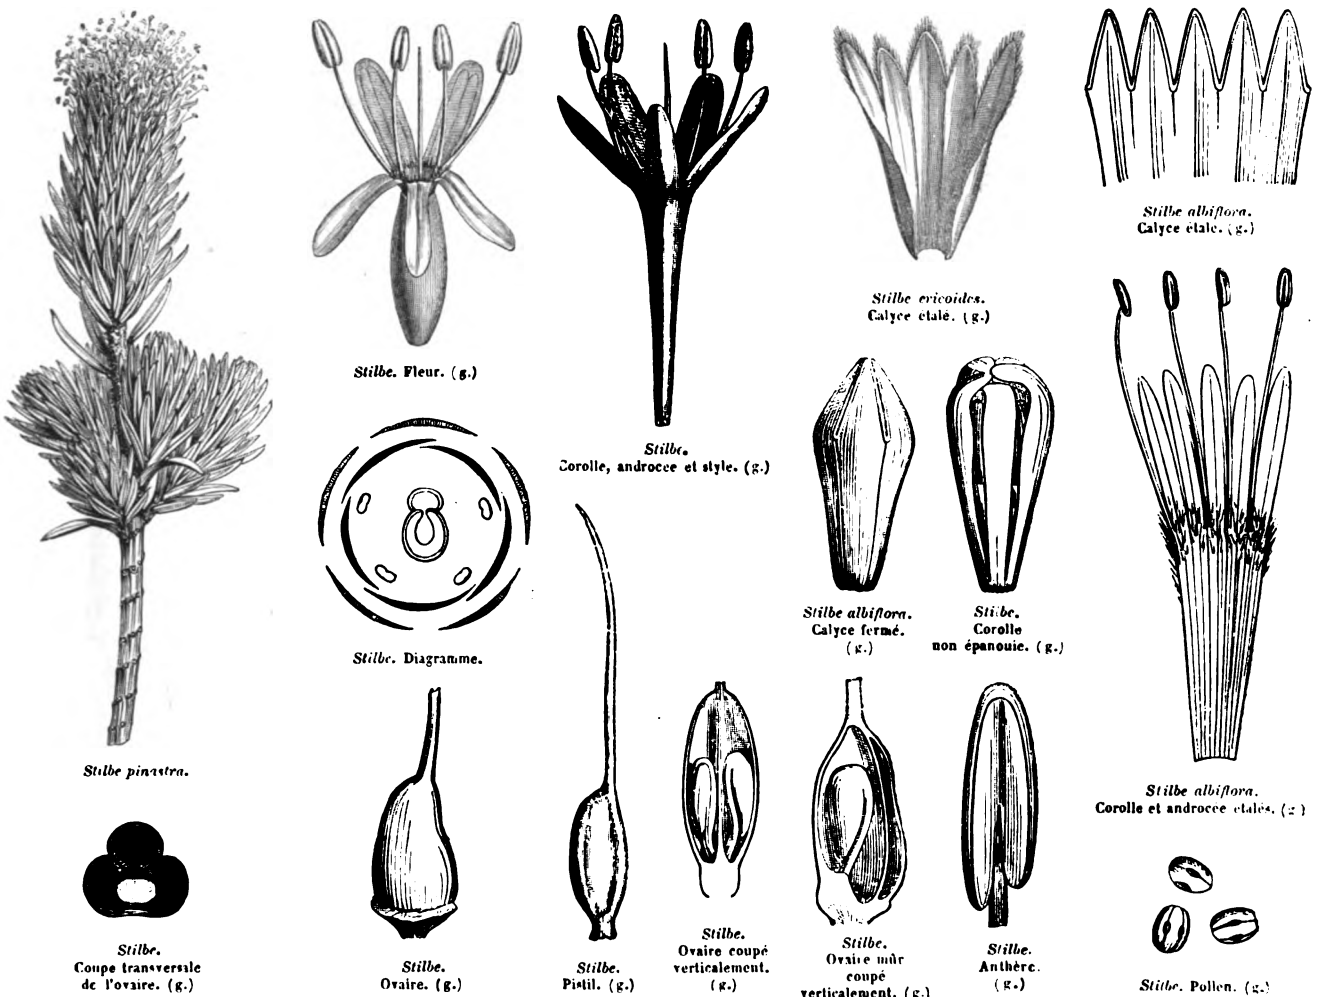 Stilbe albiflora.
Calyce étalé. (g.)
Stilbe ericoides.
Calyce étalé. (g.)
Stilbe. Fleur. (g.)
Stilbe.
Corolle, androcée et style. (g.)
Stilbe albiflora.
Calyce fermé.
(g.)
Stilbe.
Corolle
non épanouie. (g.)
Stilbe. Diagramme.
Stilbe pinastra.
Stilbe albiflora.
Corolle et androcée étalés. (g.)
Stilbe.
Coupe transversale
de l'ovaire. (g.)
Stilbe.
Ovaire. (g.)
Stilbe.
Pistil. (g.)
Stilbe.
Ovaire coupé
verticalement.
(g.)
Stilbe.
Ovaire mûr
coupé
verticalement. (g.)
Stilbe.
Anthère.
(g.)
Stilbe. Pollen. (g.)